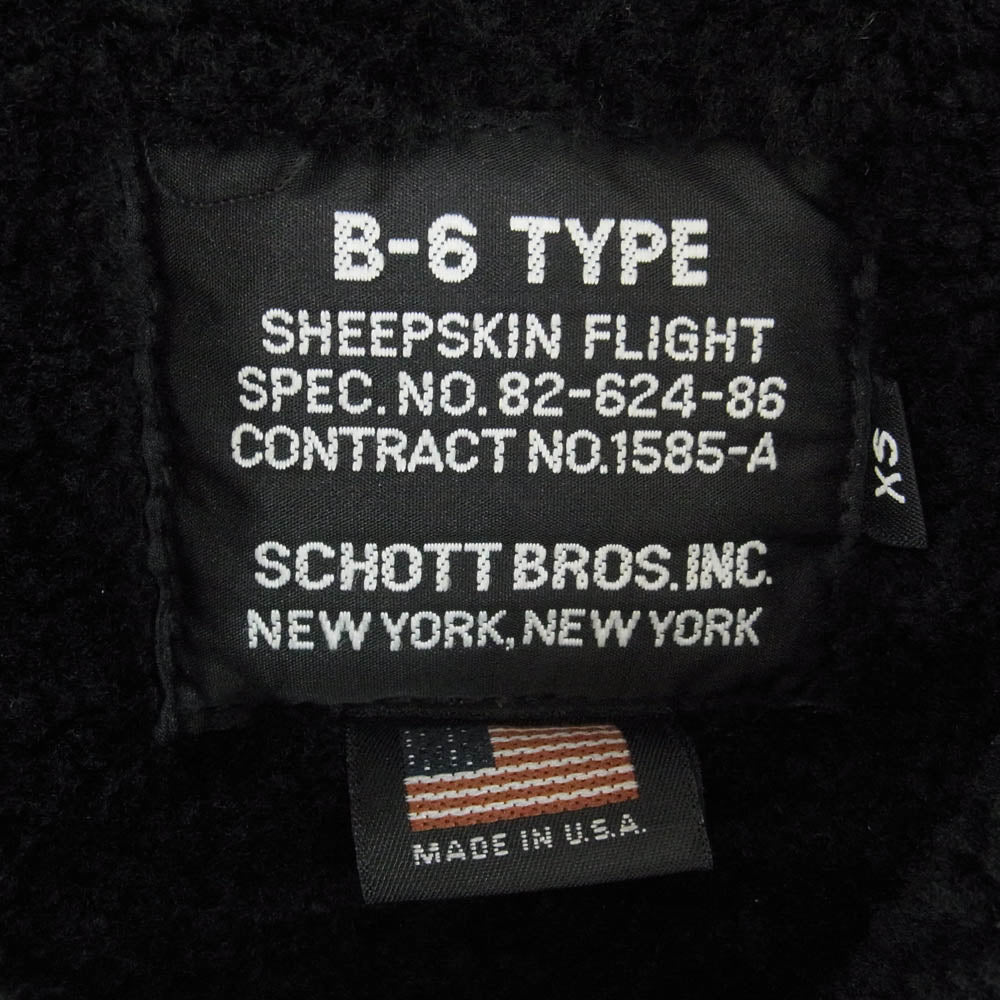 B-6 TYPE
SHEEPSKIN FLIGHT
SPEC. NO. 82-624-86
CONTRACT NO.1585-A
SCHOTT BROS. INC.
NEW YORK, NEW YORK
XS
MADE IN U.S.A.